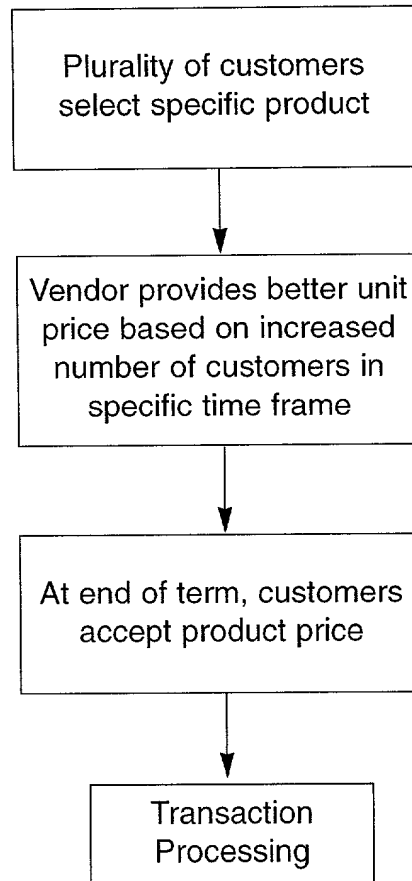 Plurality of customers
select specific product
Vendor provides better unit
price based on increased
number of customers in
specific time frame
At end of term, customers
accept product price
Transaction
Processing